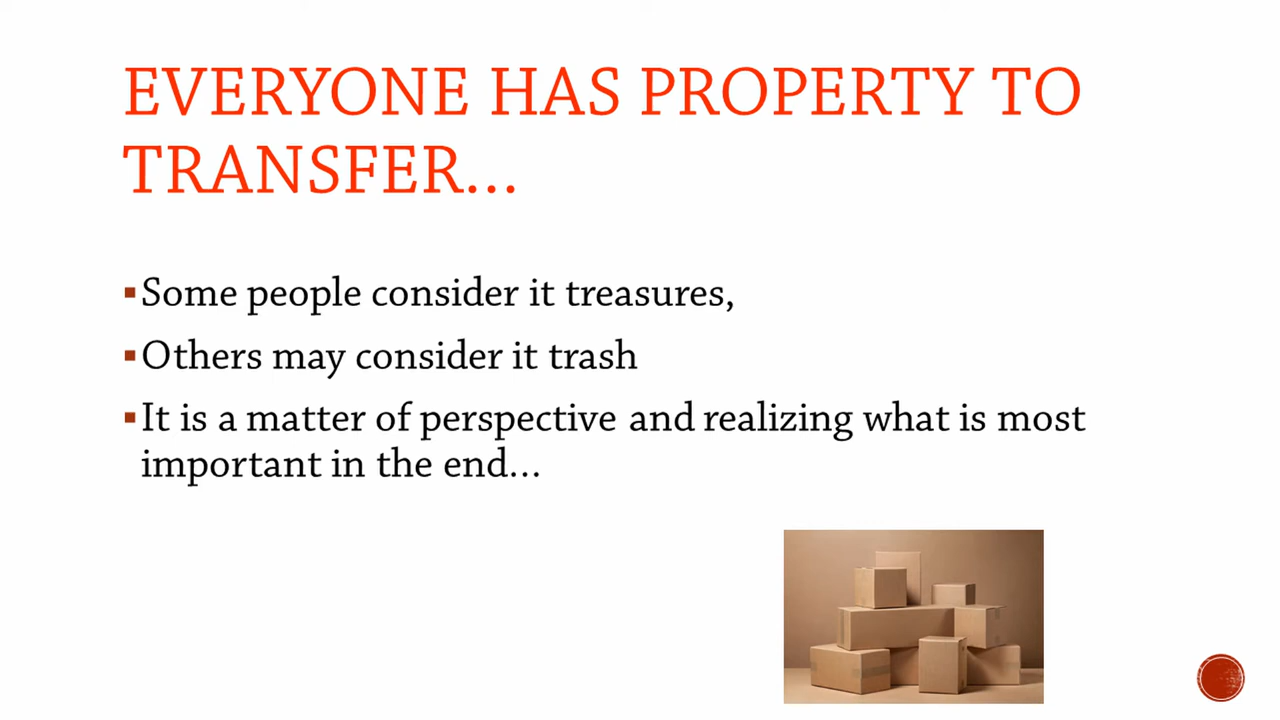 EVERYONE HAS PROPERTY TO
TRANSFER…
▪Some people consider it treasures,
▪Others may consider it trash
▪It is a matter of perspective and realizing what is most
important in the end…